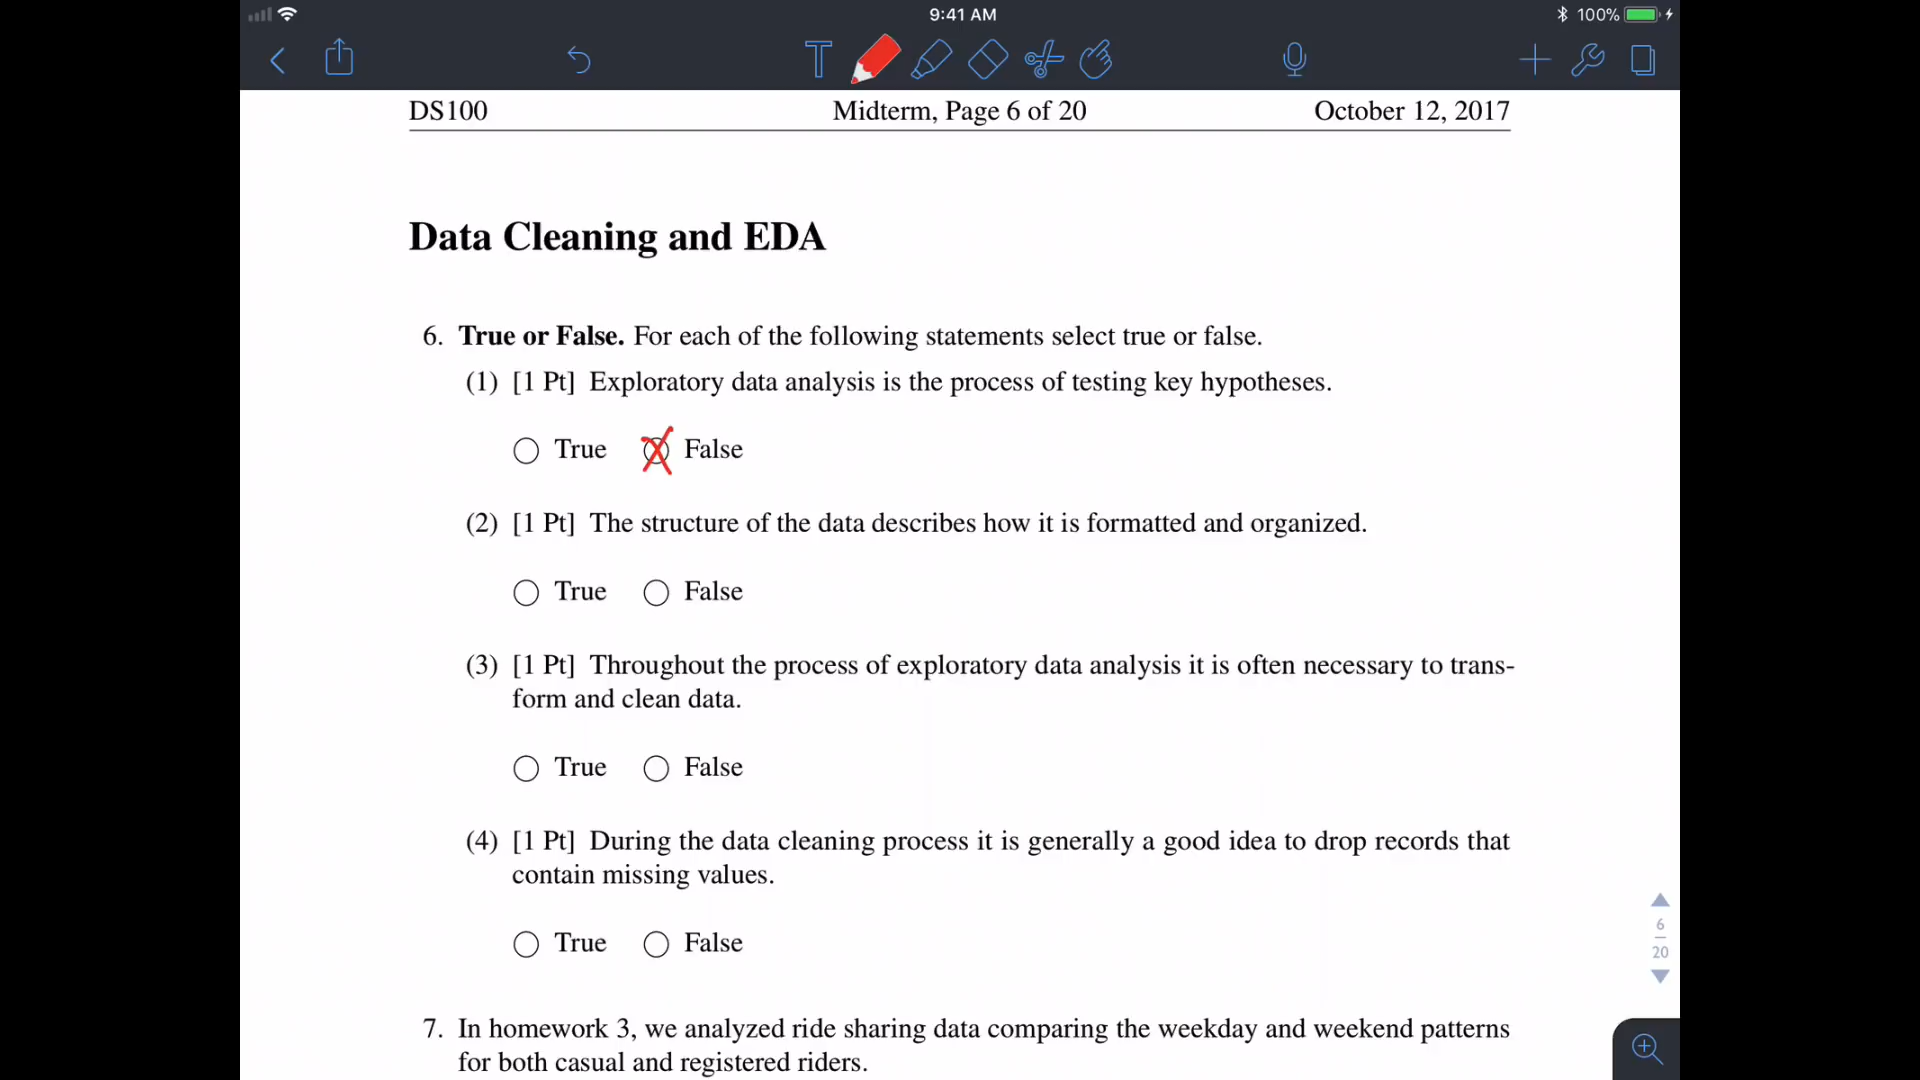 9:41 AM
100%
T
DS100 Midterm, Page 6 of 20 October 12, 2017
Data Cleaning and EDA
6. True or False. For each of the following statements select true or false.
(1) [1 Pt] Exploratory data analysis is the process of testing key hypotheses.
True False
(2) [1 Pt] The structure of the data describes how it is formatted and organized.
True False
(3) [1 Pt] Throughout the process of exploratory data analysis it is often necessary to trans-
form and clean data.
True False
(4) [1 Pt] During the data cleaning process it is generally a good idea to drop records that
contain missing values.
True False
6
20
7. In homework 3, we analyzed ride sharing data comparing the weekday and weekend patterns
for both casual and registered riders.